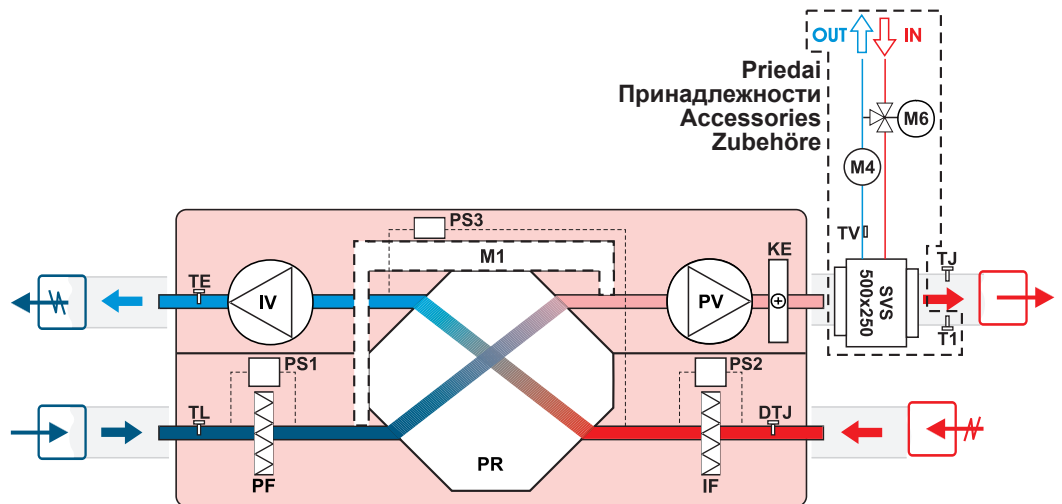 OUT IN
Priedai
Принадлежности
Accessories
Zubehöre
M6
M4
TV
PS3
M1
KE
TJ
TE
IV
PV
SVS
500x250
T1
PS1
PS2
TL
DTJ
PF
PR
IF